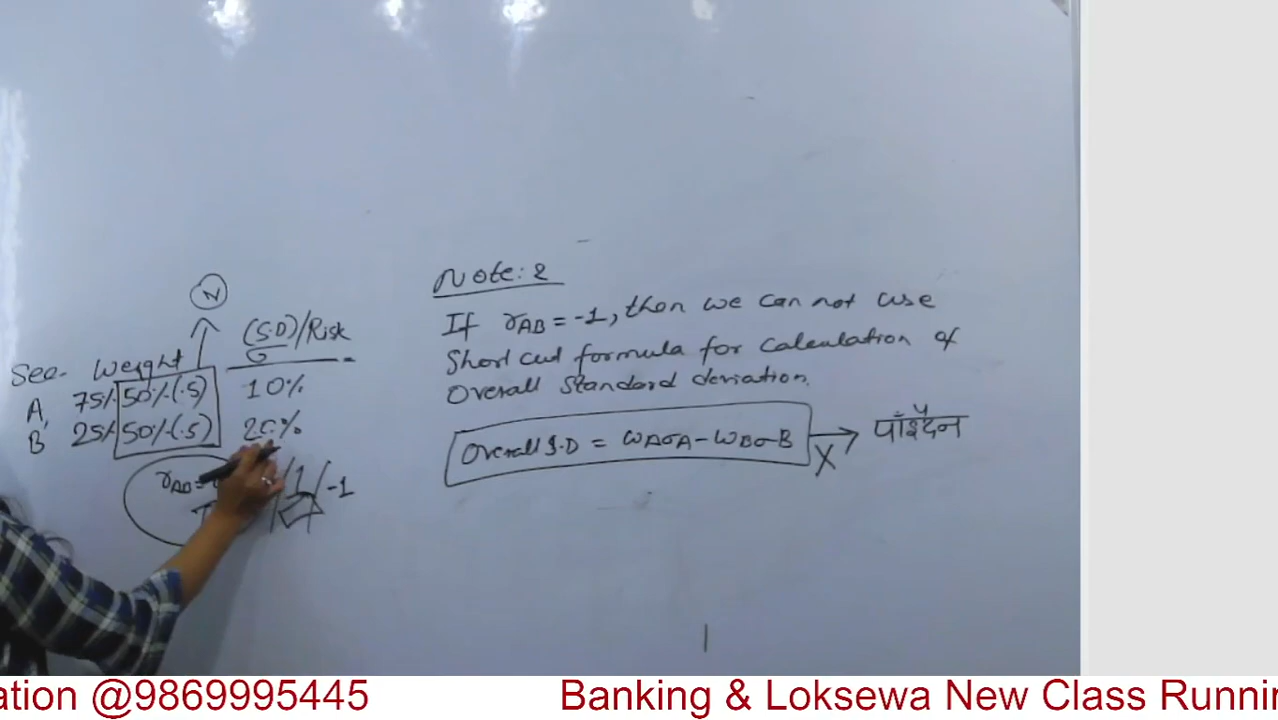 N
(S.D)/Risk
Sec. Weight σ
A, 75% 50%(.5) 10%
B 25% 50%(.5) 20%
rAB=
/1/-1
Note: 2
If rAB = -1, then we can not use
Short cut formula for calculation of
Overall Standard deviation.
Overall S.D = WAσA - WBσB
X
पाईदैन
ation @9869995445
Banking & Loksewa New Class Runnin